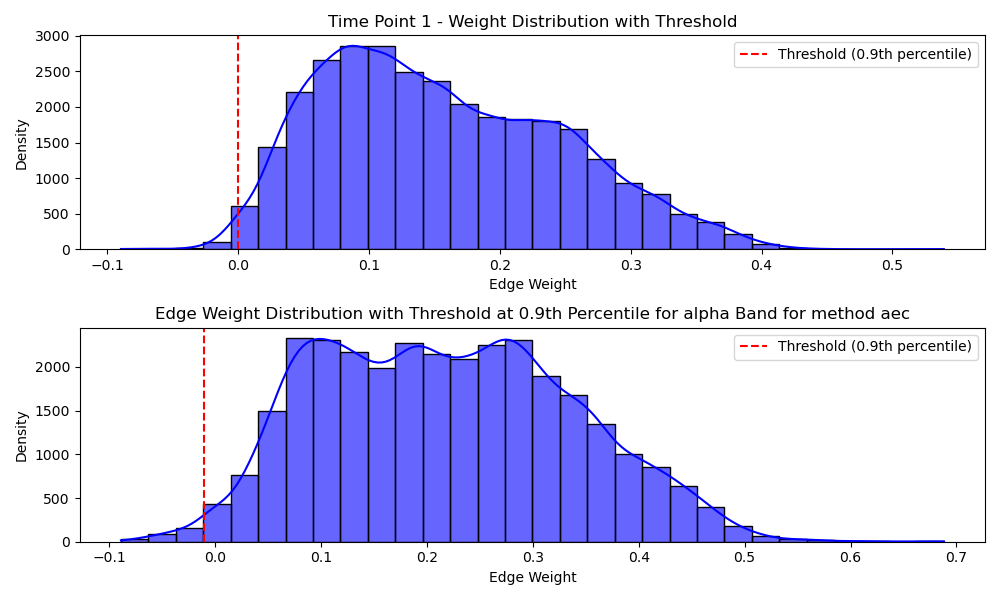 Time Point 1 - Weight Distribution with Threshold
3000
2500
2000
1500
1000
500
0
Density
Threshold (0.9th percentile)
−0.1 0.0 0.1 0.2 0.3 0.4 0.5
Edge Weight
Edge Weight Distribution with Threshold at 0.9th Percentile for alpha Band for method aec
2000
1500
1000
500
0
Density
Threshold (0.9th percentile)
−0.1 0.0 0.1 0.2 0.3 0.4 0.5 0.6 0.7
Edge Weight